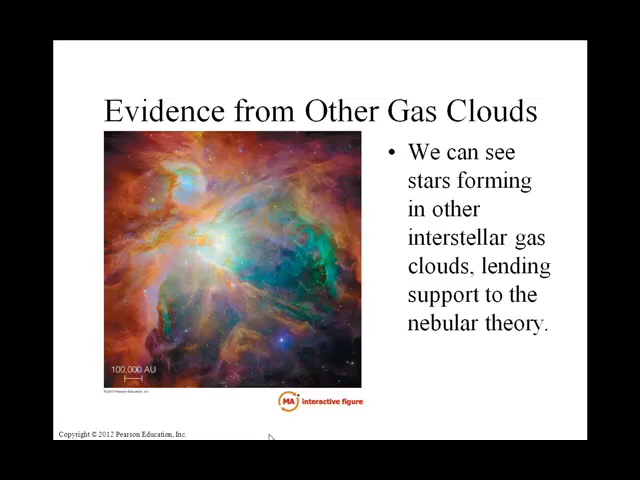 Evidence from Other Gas Clouds
• We can see
stars forming
in other
interstellar gas
clouds, lending
support to the
nebular theory.
100,000 AU
MA interactive figure
Copyright © 2012 Pearson Education, Inc.